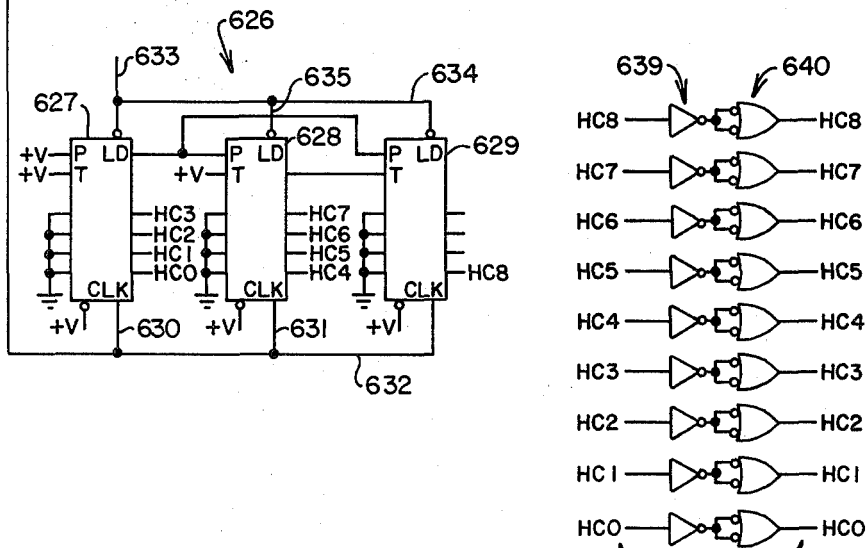 626
633
635
634
627
628
629
+V P LD
+V T
P LD
+V T
P LD
T
HC3
HC2
HC1
HC0
HC7
HC6
HC5
HC4
HC8
CLK
CLK
CLK
+V
+V
+V
630
631
632
639
640
HC8 HC8
HC7 HC7
HC6 HC6
HC5 HC5
HC4 HC4
HC3 HC3
HC2 HC2
HC1 HC1
HC0 HC0